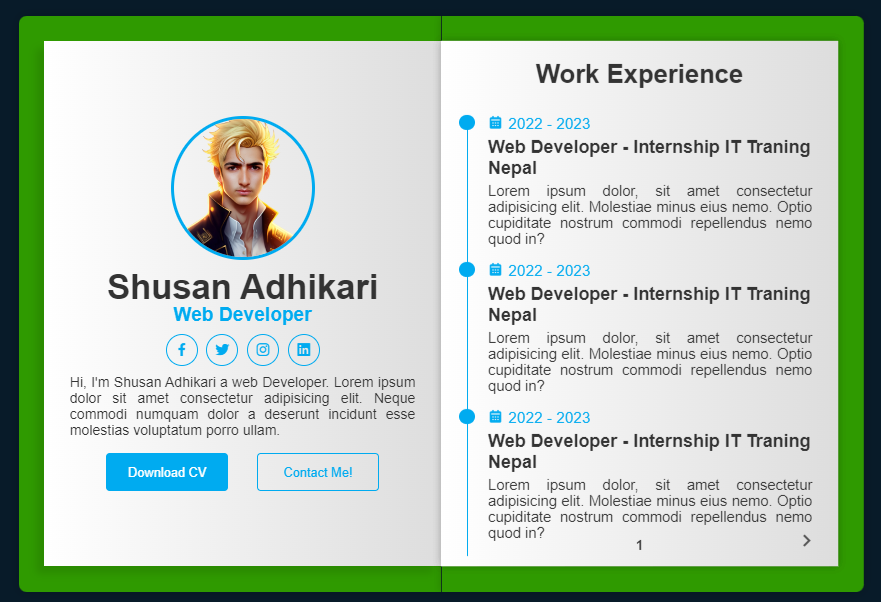 Shusan Adhikari
Web Developer
Hi, I'm Shusan Adhikari a web Developer. Lorem ipsum
dolor sit amet consectetur adipisicing elit. Neque
commodi numquam dolor a deserunt incidunt esse
molestias voluptatum porro ullam.
Download CV
Contact Me!
Work Experience
2022 - 2023
Web Developer - Internship IT Traning
Nepal
Lorem ipsum dolor, sit amet consectetur
adipisicing elit. Molestiae minus eius nemo. Optio
cupiditate nostrum commodi repellendus nemo
quod in?
2022 - 2023
Web Developer - Internship IT Traning
Nepal
Lorem ipsum dolor, sit amet consectetur
adipisicing elit. Molestiae minus eius nemo. Optio
cupiditate nostrum commodi repellendus nemo
quod in?
2022 - 2023
Web Developer - Internship IT Traning
Nepal
Lorem ipsum dolor, sit amet consectetur
adipisicing elit. Molestiae minus eius nemo. Optio
cupiditate nostrum commodi repellendus nemo
quod in?
1